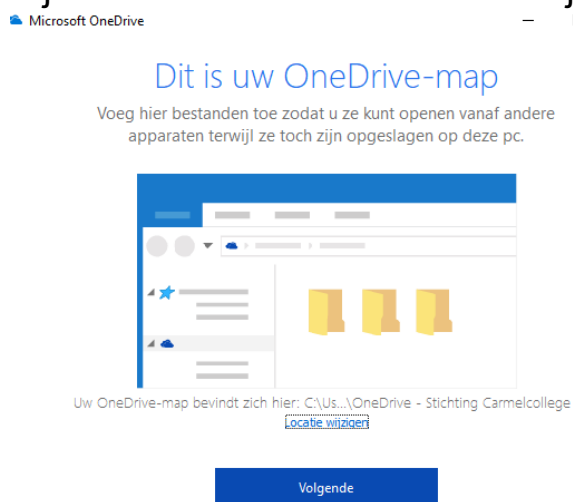 Microsoft OneDrive
Dit is uw OneDrive-map
Voeg hier bestanden toe zodat u ze kunt openen vanaf andere
apparaten terwijl ze toch zijn opgeslagen op deze pc.
Uw OneDrive-map bevindt zich hier: C:\Us...\OneDrive - Stichting Carmelcollege
Locatie wijzigen
Volgende